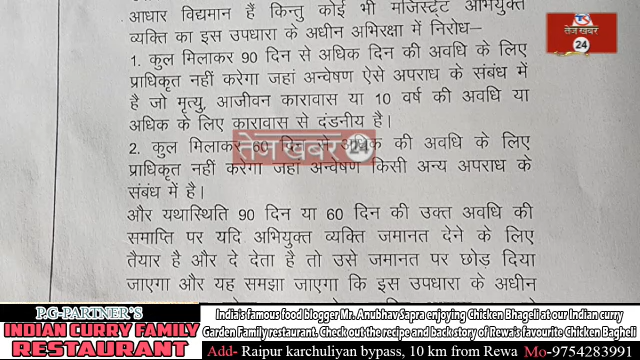 आधार विद्यमान हैं किन्तु कोई भी मजिस्ट्रेट अभियुक्त
व्यक्ति का इस उपधारा के अधीन अभिरक्षा में निरोध—
1. कुल मिलाकर 90 दिन से अधिक दिन की अवधि के लिए
प्राधिकृत नहीं करेगा जहां अन्वेषण ऐसे अपराध के संबंध में
है जो मृत्यु, आजीवन कारावास या 10 वर्ष की अवधि या
अधिक के लिए कारावास से दंडनीय है।
2. कुल मिलाकर 60 दिन से अधिक की अवधि के लिए
प्राधिकृत नहीं करेगा जहां अन्वेषण किसी अन्य अपराध के
संबंध में है।
और यथास्थिति 90 दिन या 60 दिन की उक्त अवधि की
समाप्ति पर यदि अभियुक्त व्यक्ति जमानत देने के लिए
तैयार है और दे देता है तो उसे जमानत पर छोड़ दिया
जाएगा और यह समझा जाएगा कि इस उपधारा के अधीन
तेज खबर 24
तेज खबर
24
P.G-PARTNER'S
INDIAN CURRY FAMILY
RESTAURANT
India's famous food blogger Mr. Anubhav Sapra enjoying Chicken Bhageli at our Indian curry
Garden Family restaurant. Check out the recipe and backstory of Rewa's favourite Chicken Bagheli
Add- Raipur karchuliyan bypass, 10 km from Rewa Mo-9754283991